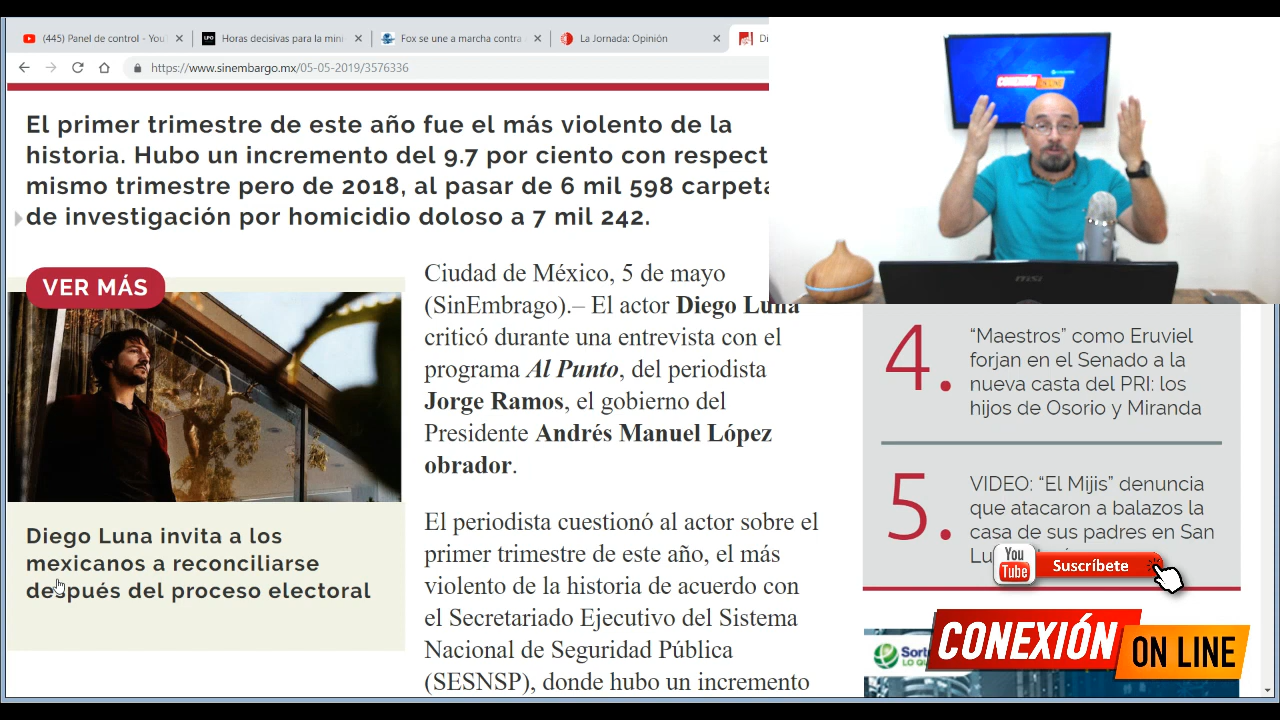 (445) Panel de control - You
Horas decisivas para la mini
Fox se une a marcha contra
La Jornada: Opinión
Di
https://www.sinembargo.mx/05-05-2019/3576336
El primer trimestre de este año fue el más violento de la
historia. Hubo un incremento del 9.7 por ciento con respect
mismo trimestre pero de 2018, al pasar de 6 mil 598 carpeta
de investigación por homicidio doloso a 7 mil 242.
VER MÁS
Diego Luna invita a los
mexicanos a reconciliarse
después del proceso electoral
Ciudad de México, 5 de mayo
(SinEmbrago).– El actor Diego Luna
criticó durante una entrevista con el
programa Al Punto, del periodista
Jorge Ramos, el gobierno del
Presidente Andrés Manuel López
obrador.
El periodista cuestionó al actor sobre el
primer trimestre de este año, el más
violento de la historia de acuerdo con
el Secretariado Ejecutivo del Sistema
Nacional de Seguridad Pública
(SESNSP), donde hubo un incremento
CONEXIÓN
msi
4.
“Maestros” como Eruviel
forjan en el Senado a la
nueva casta del PRI: los
hijos de Osorio y Miranda
5.
VIDEO: “El Mijis” denuncia
que atacaron a balazos la
casa de sus padres en San
Lu
You
Tube
Suscríbete
CONEXIÓN
ON LINE
Sort
LO QU